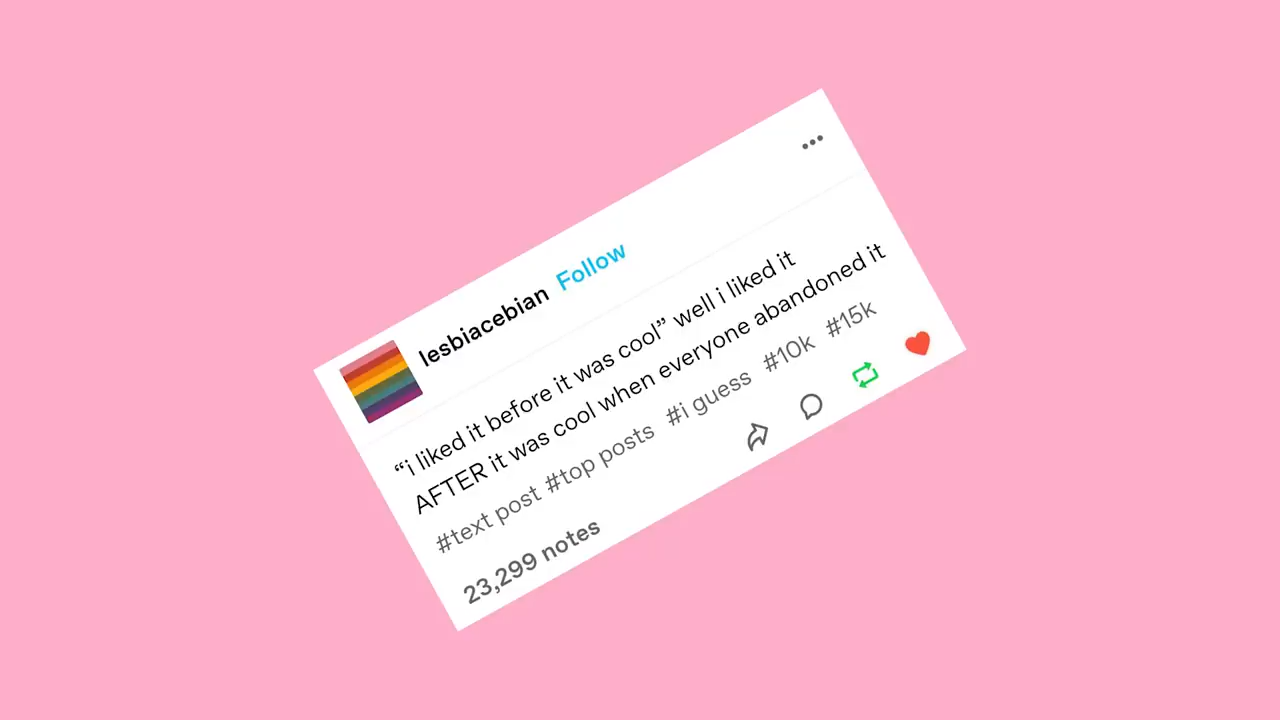 lesbiacebian Follow
“i liked it before it was cool” well i liked it
AFTER it was cool when everyone abandoned it
#text post #top posts #i guess #10k #15k
23,299 notes